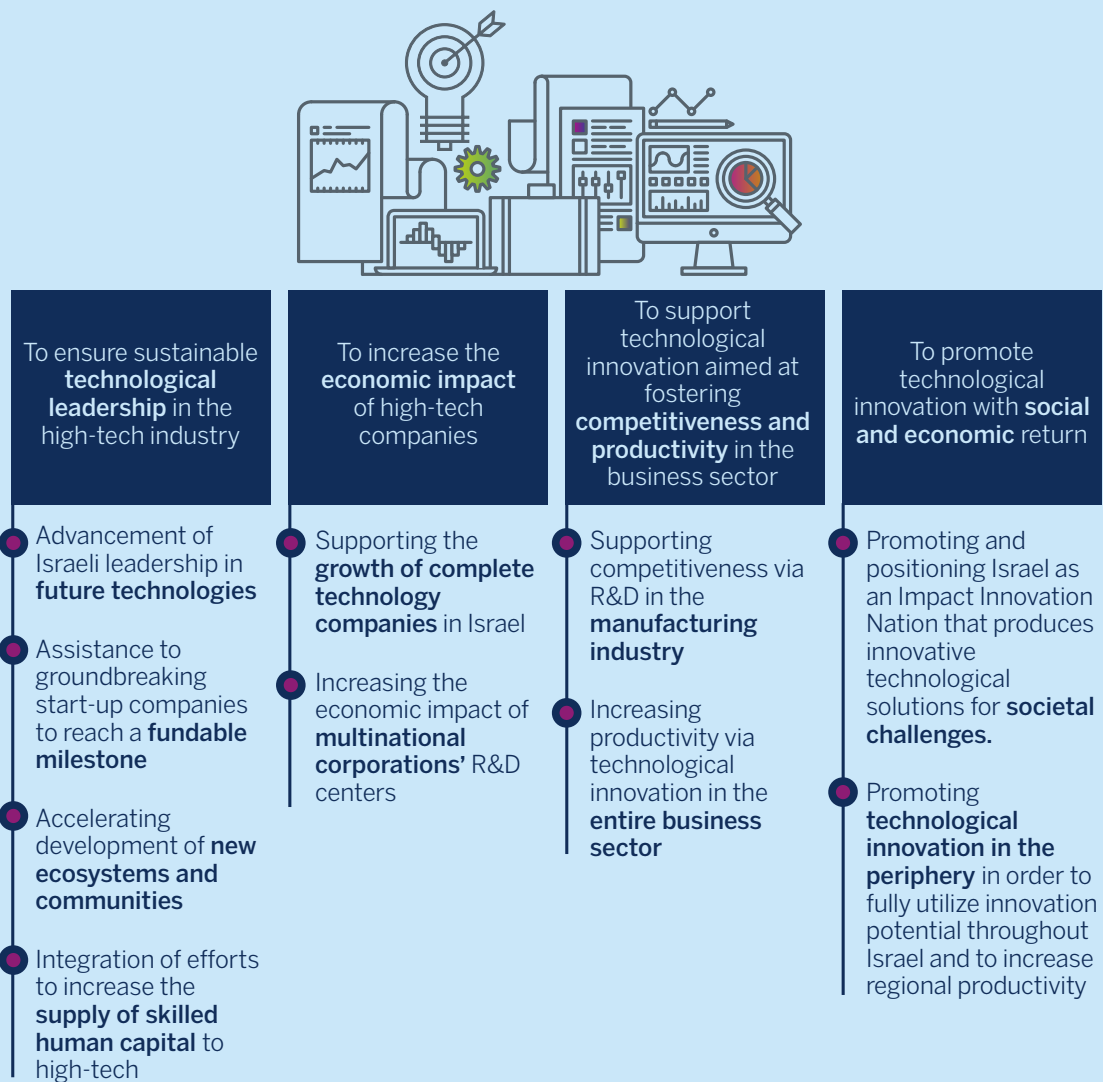 To ensure sustainable
technological
leadership in the
high-tech industry
Advancement of
Israeli leadership in
future technologies
Assistance to
groundbreaking
start-up companies
to reach a fundable
milestone
Accelerating
development of new
ecosystems and
communities
Integration of efforts
to increase the
supply of skilled
human capital to
high-tech
To increase the
economic impact
of high-tech
companies
Supporting the
growth of complete
technology
companies in Israel
Increasing the
economic impact of
multinational
corporations' R&D
centers
To support
technological
innovation aimed at
fostering
competitiveness and
productivity in the
business sector
Supporting
competitiveness via
R&D in the
manufacturing
industry
Increasing
productivity via
technological
innovation in the
entire business
sector
To promote
technological
innovation with social
and economic return
Promoting and
positioning Israel as
an Impact Innovation
Nation that produces
innovative
technological
solutions for societal
challenges.
Promoting
technological
innovation in the
periphery in order to
fully utilize innovation
potential throughout
Israel and to increase
regional productivity